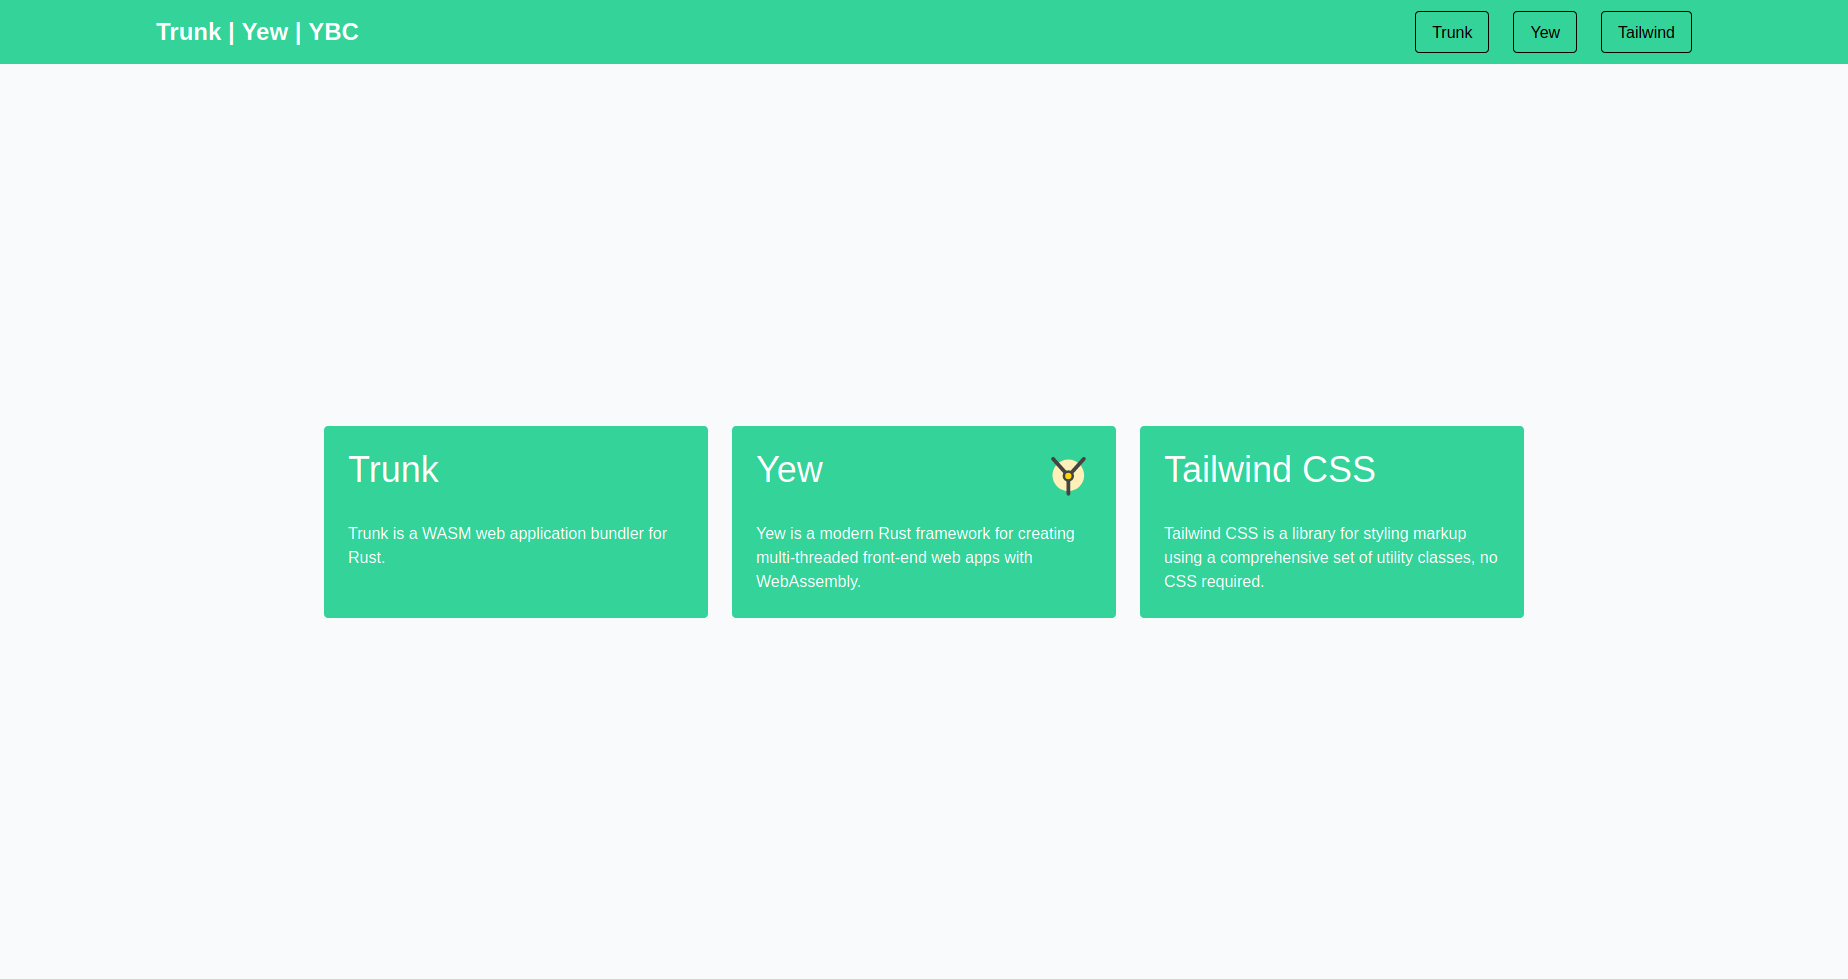 Trunk | Yew | YBC
Trunk
Yew
Tailwind
Trunk
Trunk is a WASM web application bundler for
Rust.
Yew
Yew is a modern Rust framework for creating
multi-threaded front-end web apps with
WebAssembly.
Tailwind CSS
Tailwind CSS is a library for styling markup
using a comprehensive set of utility classes, no
CSS required.